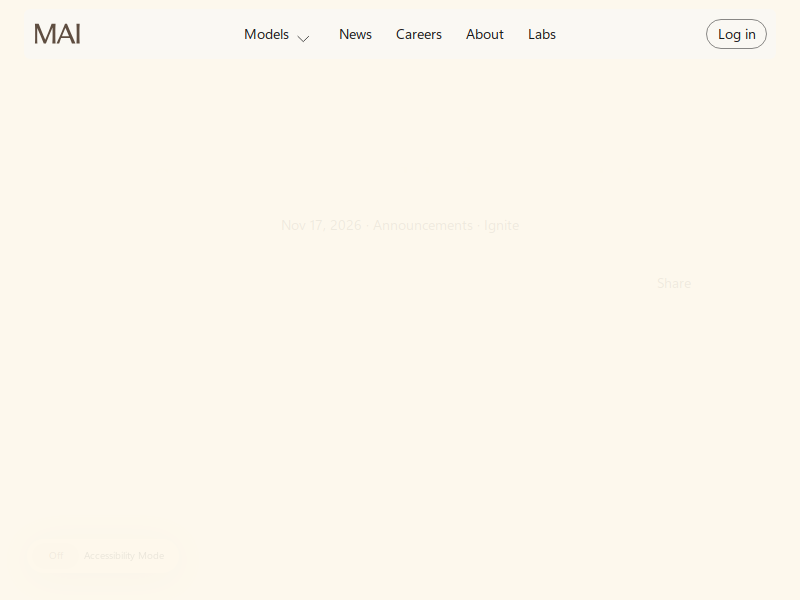 MAI
Models
News
Careers
About
Labs
Log in
Nov 17, 2026 · Announcements · Ignite
Share
Off
Accessibility Mode